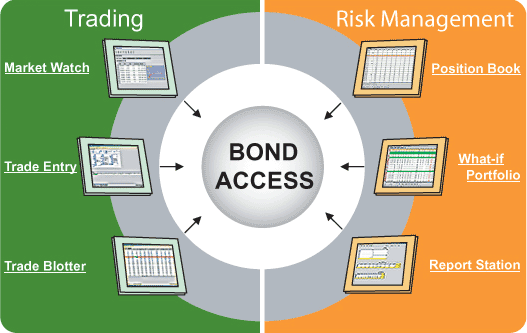 Trading
Risk Management
Market Watch
Position Book
Trade Entry
What-if
Portfolio
BOND
ACCESS
Trade Blotter
Report Station